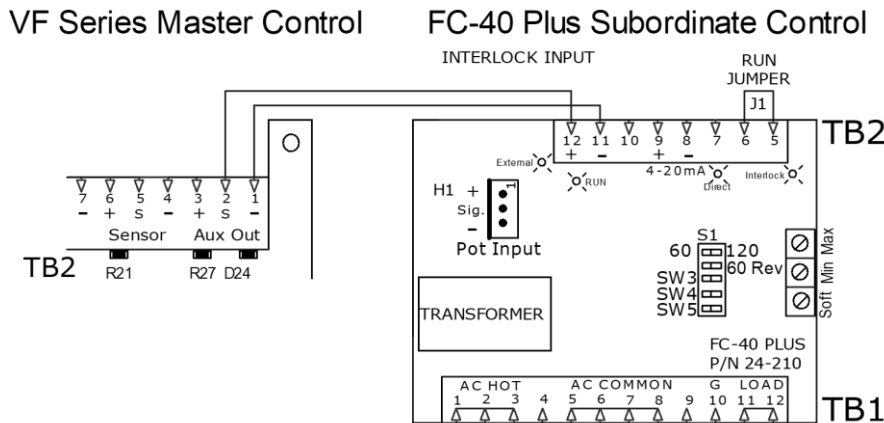 VF Series Master Control
FC-40 Plus Subordinate Control
INTERLOCK INPUT
RUN
JUMPER
J1
12 11 10 9 8 7 6 5
+ - + -
4-20mA
TB2
External
RUN
Direct
Interlock
7 6 5 4 3 2 1
- + S - + S -
Sensor Aux Out
TB2
R21 R27 D24
H1 + 1
Sig.
-
Pot Input
S1
60 120
60 Rev
SW3
SW4
SW5
Soft Min Max
TRANSFORMER
FC-40 PLUS
P/N 24-210
AC HOT AC COMMON G LOAD
1 2 3 4 5 6 7 8 9 10 11 12
TB1